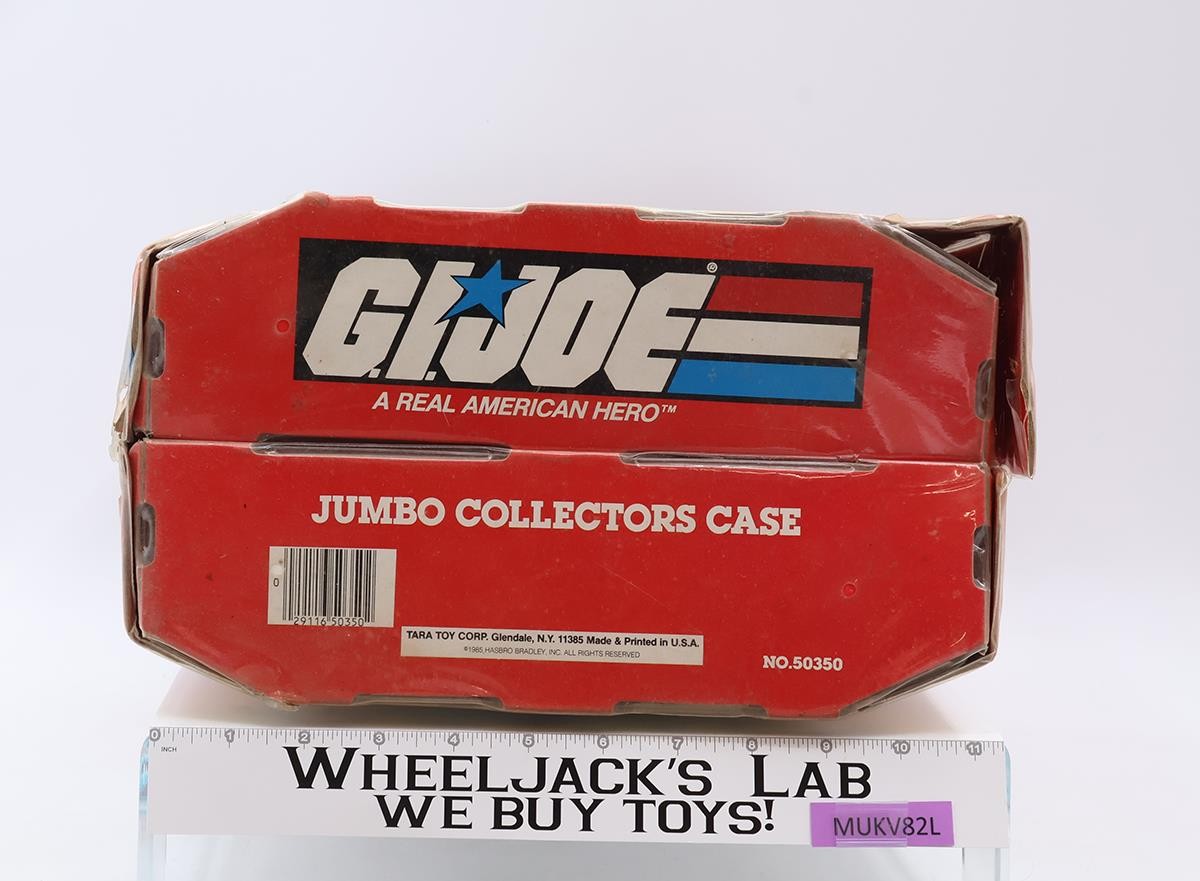 G.I.JOE®
A REAL AMERICAN HERO™
JUMBO COLLECTORS CASE
0
29116 50350
TARA TOY CORP. Glendale, N.Y. 11385 Made & Printed in U.S.A.
©1985 HASBRO BRADLEY, INC. ALL RIGHTS RESERVED
NO.50350
0 1 2 3 4 5 6 7 8 9 10 11
INCH
WHEELJACK'S LAB
WE BUY TOYS!
MUKV82L